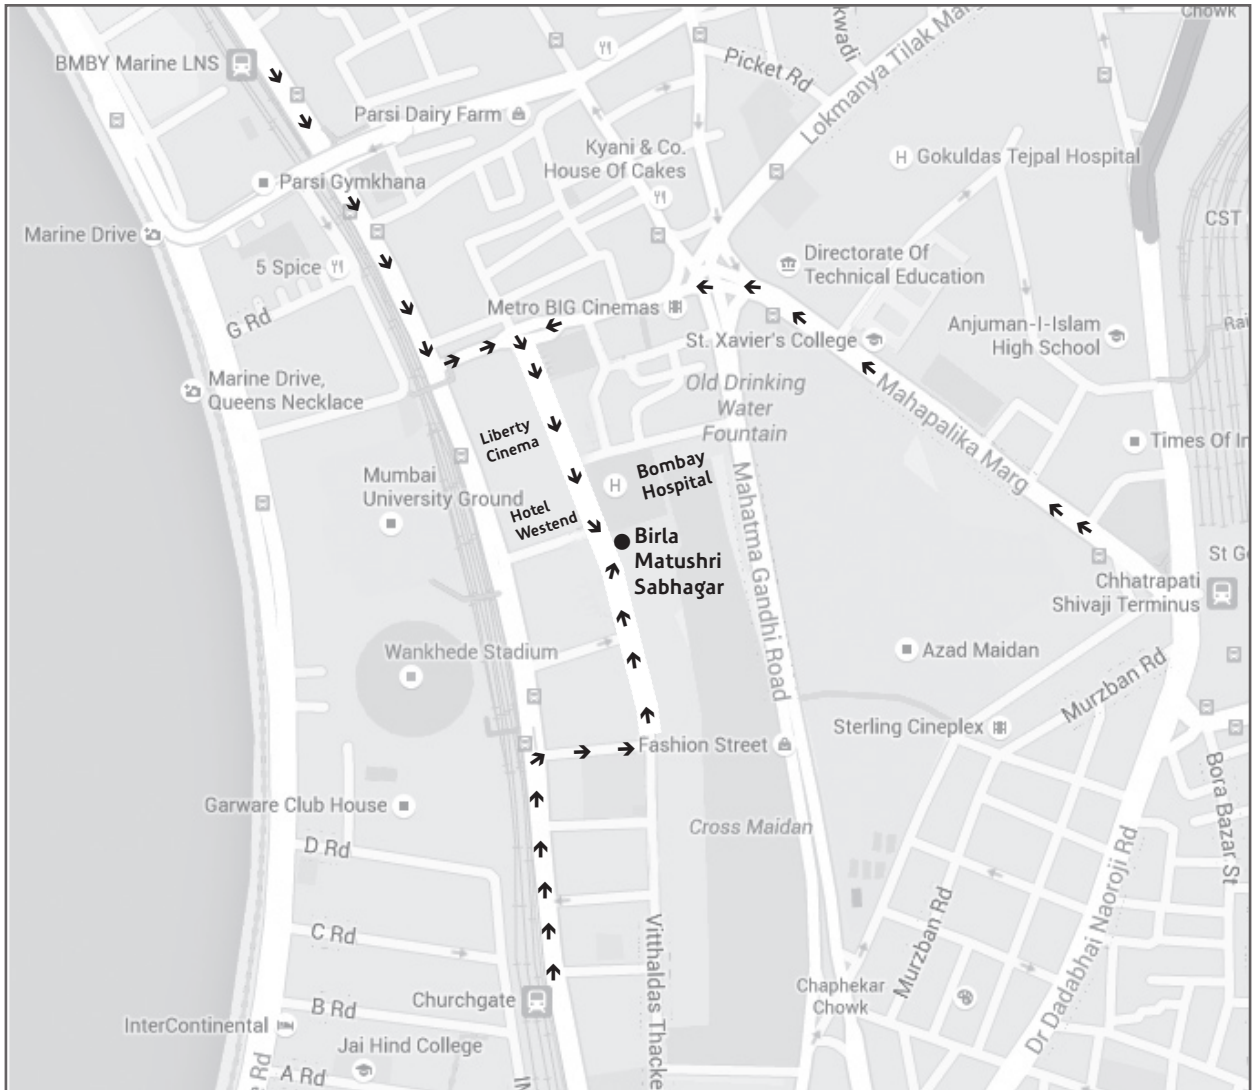 Chowk
BMBY Marine LNS
kwadi
Picket Rd
Lokmanya Tilak Marg
Parsi Dairy Farm
Kyani & Co.
House Of Cakes
H
Gokuldas Tejpal Hospital
Parsi Gymkhana
Marine Drive
CST
5 Spice
Directorate Of
Technical Education
Metro BIG Cinemas
G Rd
St. Xavier's College
Anjuman-I-Islam
High School
Rai
Marine Drive,
Queens Necklace
Old Drinking
Water
Fountain
Mahapalika Marg
Liberty
Cinema
Times Of In
Mumbai
University Ground
H
Bombay
Hospital
Hotel
Westend
Mahatma Gandhi Road
Birla
Matushri
Sabhagar
St G
Chhatrapati
Shivaji Terminus
Wankhede Stadium
Azad Maidan
Murzban Rd
Sterling Cineplex
Fashion Street
Bora Bazar St
Garware Club House
Cross Maidan
D Rd
Dr Dadabhai Naoroji Rd
Murzban Rd
C Rd
Vitthaldas Thacke
Churchgate
Chaphekar
Chowk
B Rd
InterContinental
Jai Hind College
A Rd
Rd